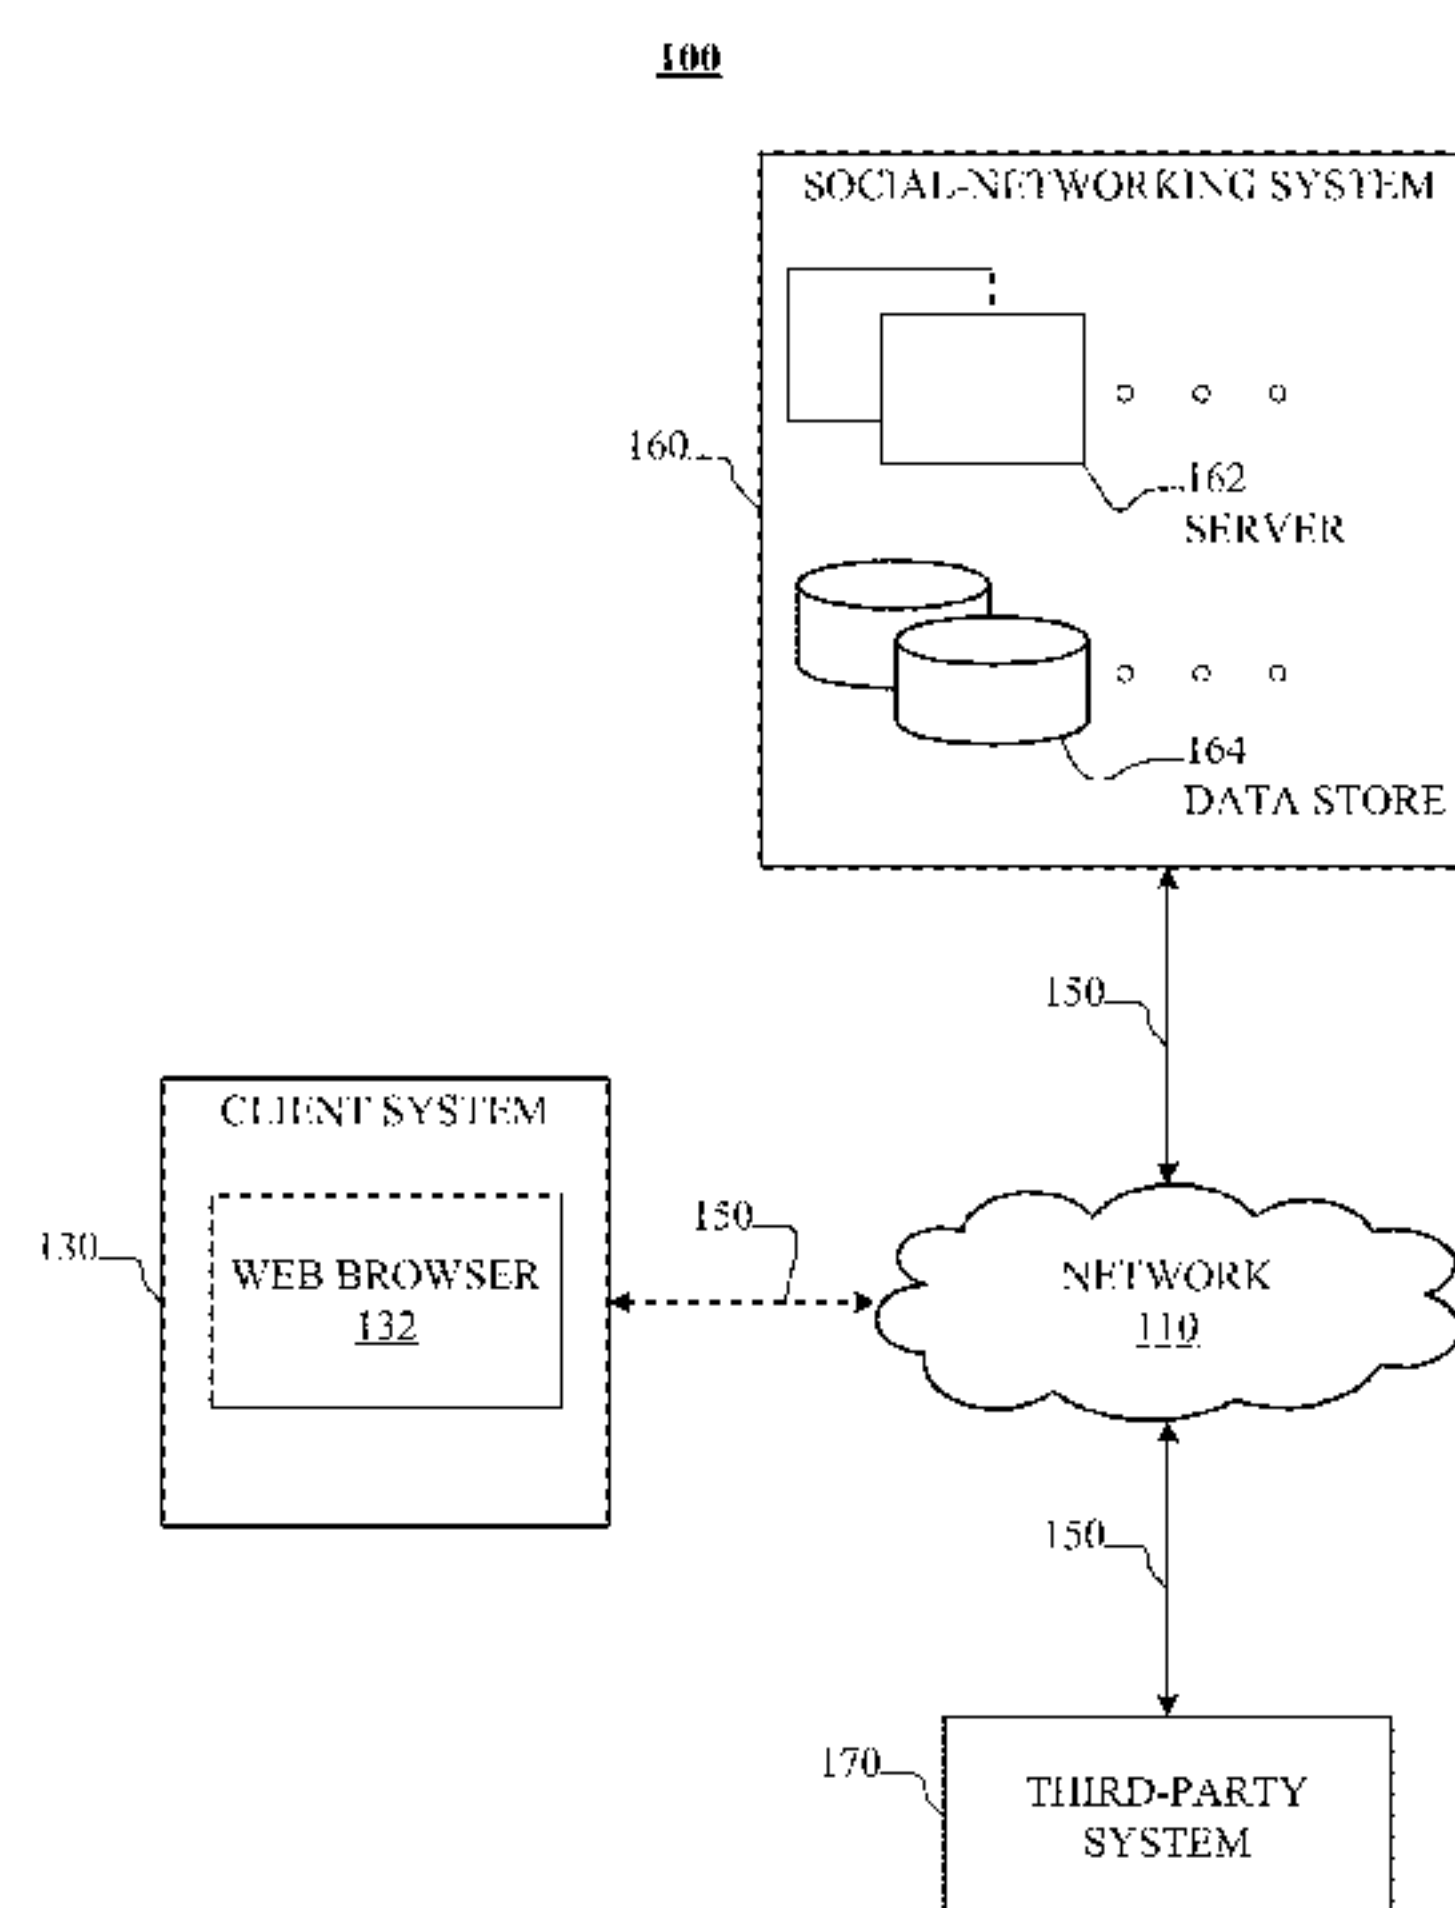 100
SOCIAL-NETWORKING SYSTEM
160
162
SERVER
164
DATA STORE
150
CLIENT SYSTEM
130
WEB BROWSER
132
150
NETWORK
110
150
170
THIRD-PARTY
SYSTEM